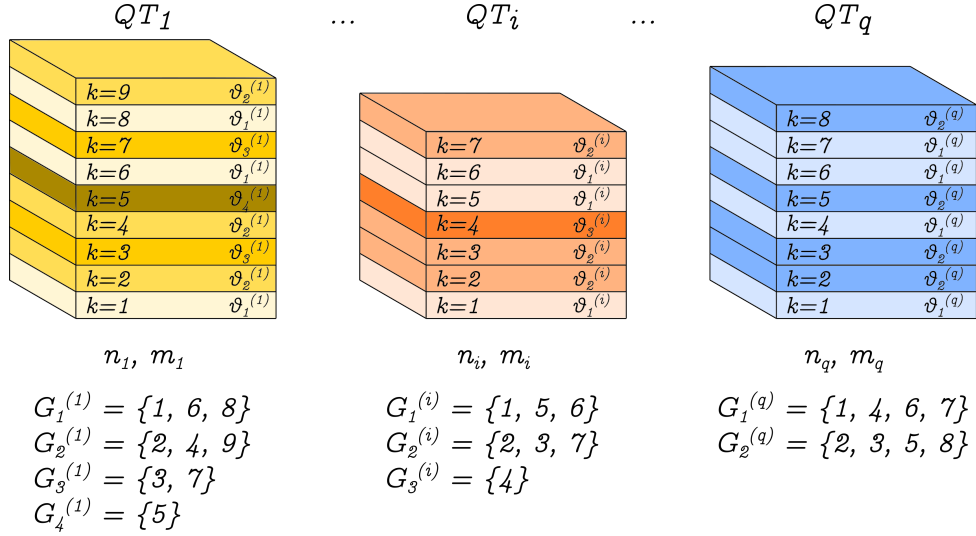 QT₁ ... QTᵢ ... QT_q
k=9 ϑ₂⁽¹⁾
k=8 ϑ₁⁽¹⁾
k=7 ϑ₃⁽¹⁾
k=6 ϑ₁⁽¹⁾
k=5 ϑ₄⁽¹⁾
k=4 ϑ₂⁽¹⁾
k=3 ϑ₃⁽¹⁾
k=2 ϑ₂⁽¹⁾
k=1 ϑ₁⁽¹⁾
n₁, m₁
G₁⁽¹⁾ = {1, 6, 8}
G₂⁽¹⁾ = {2, 4, 9}
G₃⁽¹⁾ = {3, 7}
G₄⁽¹⁾ = {5}
k=7 ϑ₂⁽ⁱ⁾
k=6 ϑ₁⁽ⁱ⁾
k=5 ϑ₁⁽ⁱ⁾
k=4 ϑ₃⁽ⁱ⁾
k=3 ϑ₂⁽ⁱ⁾
k=2 ϑ₂⁽ⁱ⁾
k=1 ϑ₁⁽ⁱ⁾
nᵢ, mᵢ
G₁⁽ⁱ⁾ = {1, 5, 6}
G₂⁽ⁱ⁾ = {2, 3, 7}
G₃⁽ⁱ⁾ = {4}
k=8 ϑ₂^(q)
k=7 ϑ₁^(q)
k=6 ϑ₁^(q)
k=5 ϑ₂^(q)
k=4 ϑ₁^(q)
k=3 ϑ₂^(q)
k=2 ϑ₂^(q)
k=1 ϑ₁^(q)
n_q, m_q
G₁^(q) = {1, 4, 6, 7}
G₂^(q) = {2, 3, 5, 8}